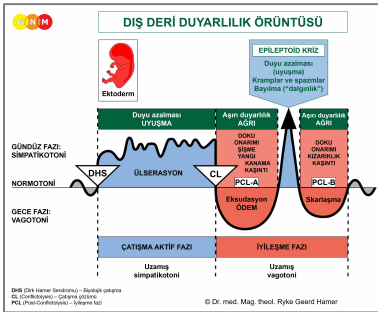 GNM
DIŞ DERİ DUYARLILIK ÖRÜNTÜSÜ
EPİLEPTOİD KRİZ
Duyu azalması
(uyuşma)
Kramplar ve spazmlar
Bayılma ("dalgınlık")
Ektoderm
Duyu azalması
UYUŞMA
Aşırı duyarlılık
AĞRI
Aşırı duyarlılık
AĞRI
DOKU
ONARIMI
ŞİŞME
YANGI
KANAMA
KAŞINTI
DOKU
ONARIMI
KIZARIKLIK
KAŞINTI
GÜNDÜZ FAZI:
SİMPATİKOTONİ
DHS
ÜLSERASYON
CL
PCL-A
PCL-B
NORMOTONİ
Eksudasyon
ÖDEM
Skarlaşma
GECE FAZI:
VAGOTONİ
ÇATIŞMA AKTİF FAZI
İYİLEŞME FAZI
Uzamış
simpatikotoni
Uzamış
vagotoni
DHS (Dirk Hamer Sendromu) – Biyolojik çatışma
CL (Conflictolysis) – Çatışma çözümü
PCL (Post-Conflictolysis) – İyileşme fazı
© Dr. med. Mag. theol. Ryke Geerd Hamer